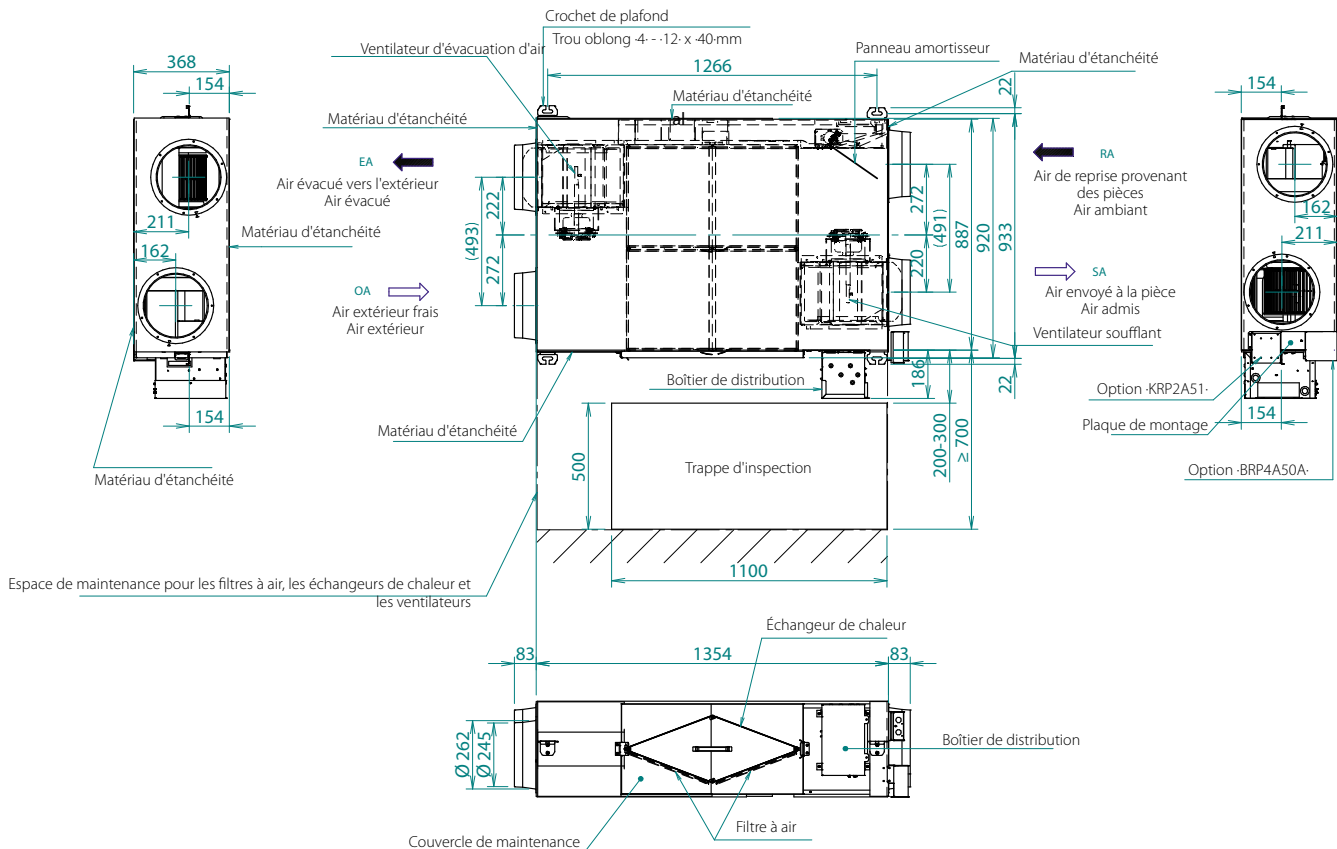 Crochet de plafond
Trou oblong ·4· - ·12· x ·40·mm
Ventilateur d'évacuation d'air
Panneau amortisseur
Matériau d'étanchéité
368
154
1266
22
154
Matériau d'étanchéité
al
Matériau d'étanchéité
EA
Air évacué vers l'extérieur
Air évacué
RA
Air de reprise provenant
des pièces
Air ambiant
211
162
Matériau d'étanchéité
(493)
222
272
272
220
(491)
887
920
933
162
211
OA
Air extérieur frais
Air extérieur
SA
Air envoyé à la pièce
Air admis
Ventilateur soufflant
Boîtier de distribution
186
22
Option ·KRP2A51·
154
154
Plaque de montage
Matériau d'étanchéité
Matériau d'étanchéité
500
Trappe d'inspection
200-300
≥ 700
Option ·BRP4A50A·
1100
Espace de maintenance pour les filtres à air, les échangeurs de chaleur et
les ventilateurs
Échangeur de chaleur
83
1354
83
Ø 262
Ø 245
Boîtier de distribution
Filtre à air
Couvercle de maintenance